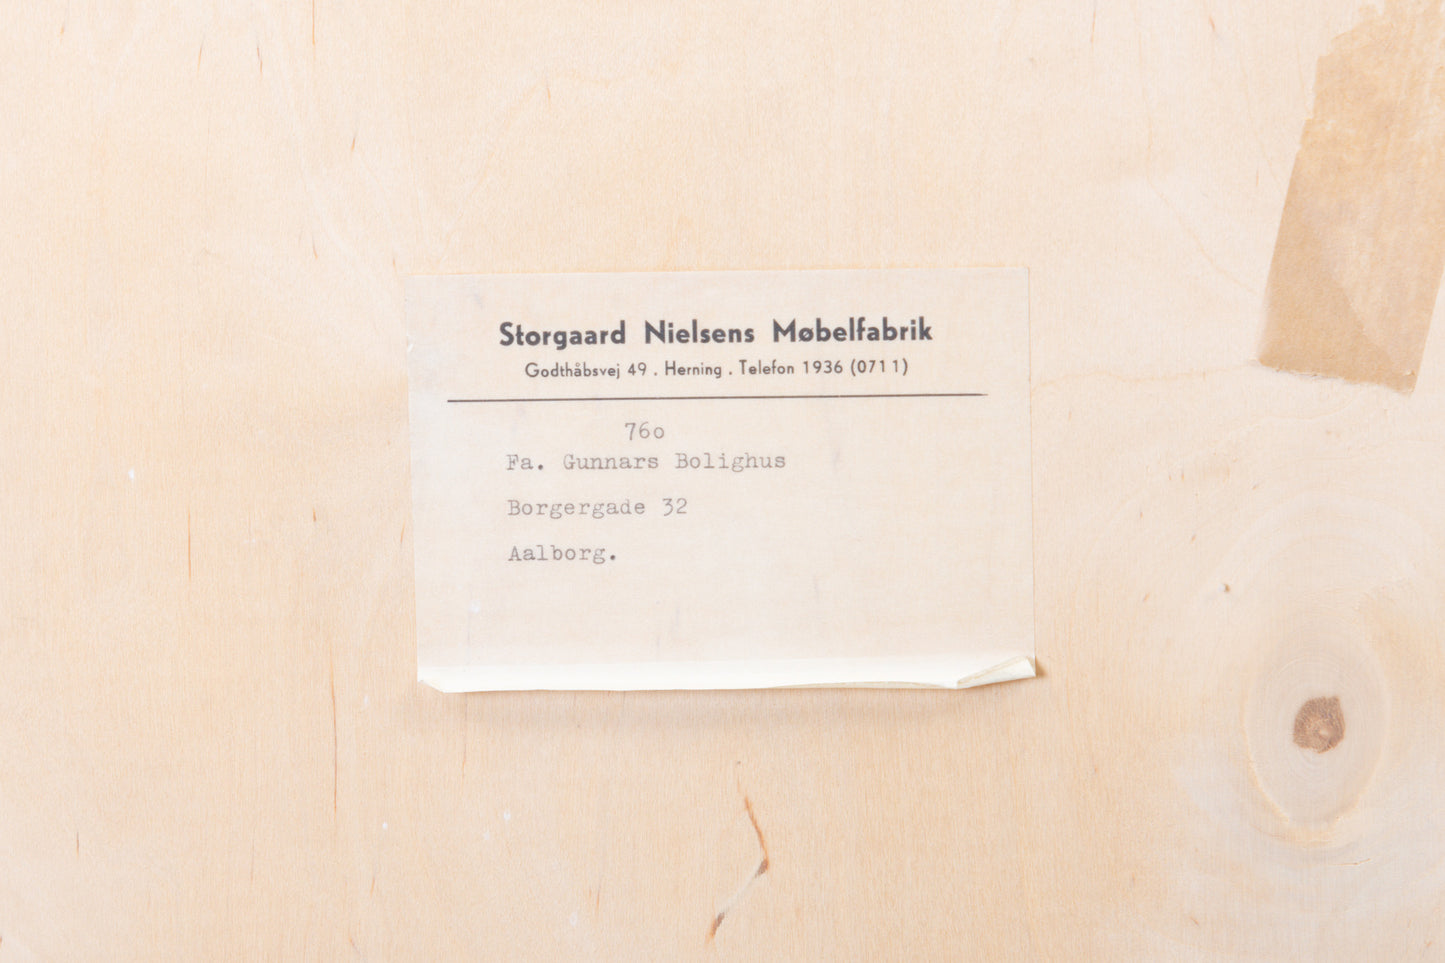 Storgaard Nielsens Møbelfabrik
Godthåbsvej 49 . Herning . Telefon 1936 (0711)
76o
Fa. Gunnars Bolighus
Borgergade 32
Aalborg.